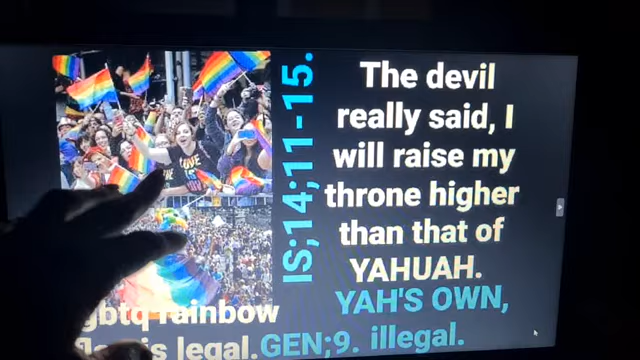 The devil
really said, I
will raise my
throne higher
than that of
YAHUAH.
YAH'S OWN,
IS;14;11-15.
LOVE
gbtq rainbow
is legal. GEN;9. illegal.